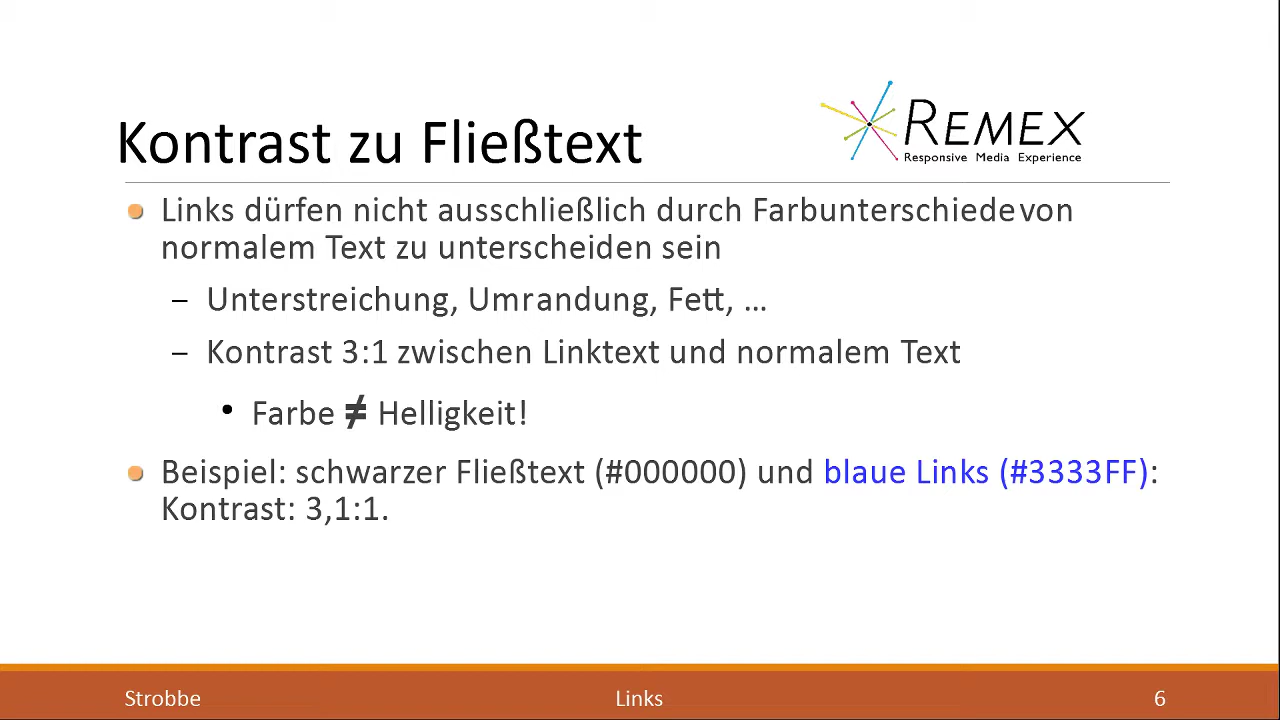 Kontrast zu Fließtext
REMEX
Responsive Media Experience
Links dürfen nicht ausschließlich durch Farbunterschiede von
normalem Text zu unterscheiden sein
– Unterstreichung, Umrandung, Fett, …
– Kontrast 3:1 zwischen Linktext und normalem Text
• Farbe ≠ Helligkeit!
Beispiel: schwarzer Fließtext (#000000) und blaue Links (#3333FF):
Kontrast: 3,1:1.
Strobbe Links 6